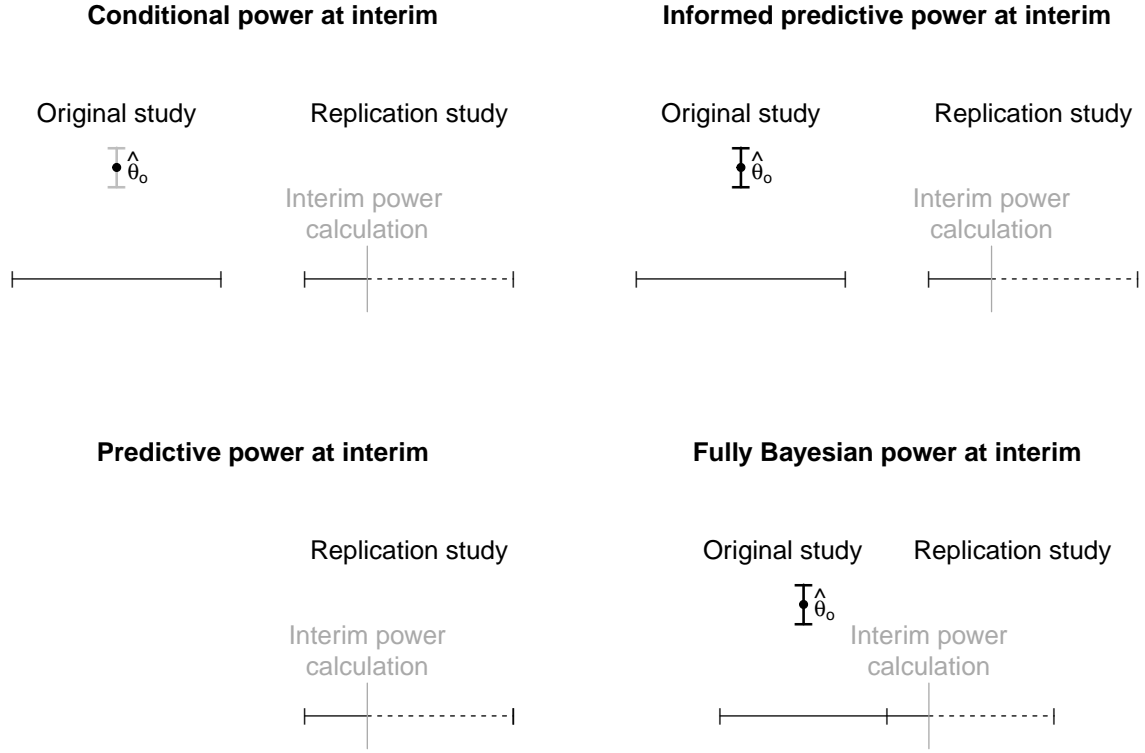 Conditional power at interim
Original study
Replication study
θ̂ₒ
Interim power
calculation
Informed predictive power at interim
Original study
Replication study
θ̂ₒ
Interim power
calculation
Predictive power at interim
Replication study
Interim power
calculation
Fully Bayesian power at interim
Original study
Replication study
θ̂ₒ
Interim power
calculation